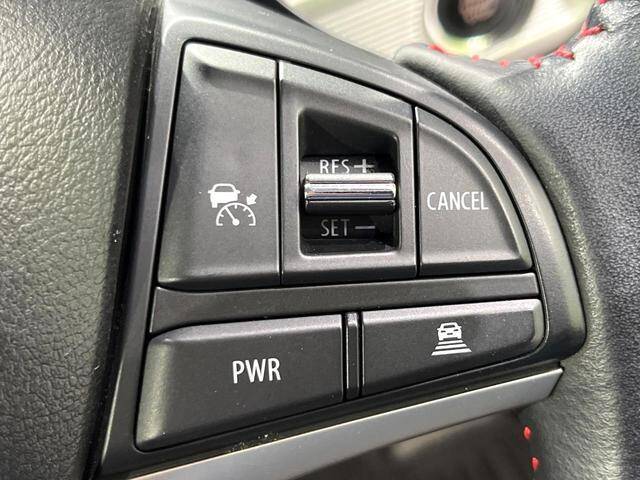 RES +
SET −
CANCEL
PWR